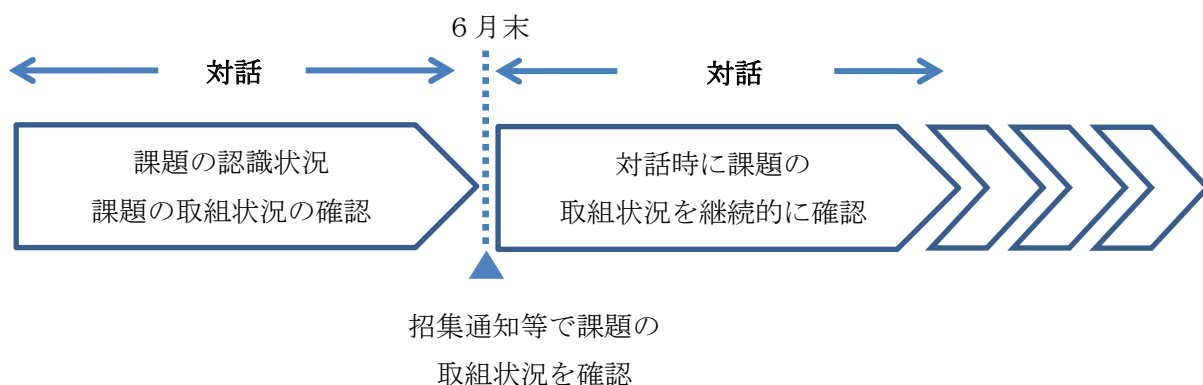 6月末
対話
対話
課題の認識状況
課題の取組状況の確認
対話時に課題の
取組状況を継続的に確認
招集通知等で課題の
取組状況を確認